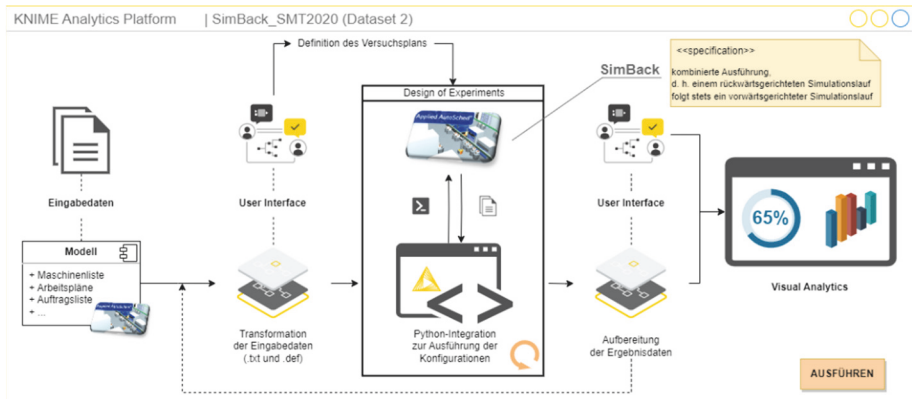 KNIME Analytics Platform | SimBack_SMT2020 (Dataset 2)
Definition des Versuchsplans
<<specification>>
kombinierte Ausführung,
d. h. einem rückwärtsgerichteten Simulationslauf
folgt stets ein vorwärtsgerichteter Simulationslauf
SimBack
Design of Experiments
Applied AutoSched
Eingabedaten
User Interface
User Interface
65%
Modell
+ Maschinenliste
+ Arbeitspläne
+ Auftragsliste
+ ...
Visual Analytics
Transformation
der Eingabedaten
(.txt und .def)
Python-Integration
zur Ausführung der
Konfigurationen
Aufbereitung
der Ergebnisdaten
AUSFÜHREN